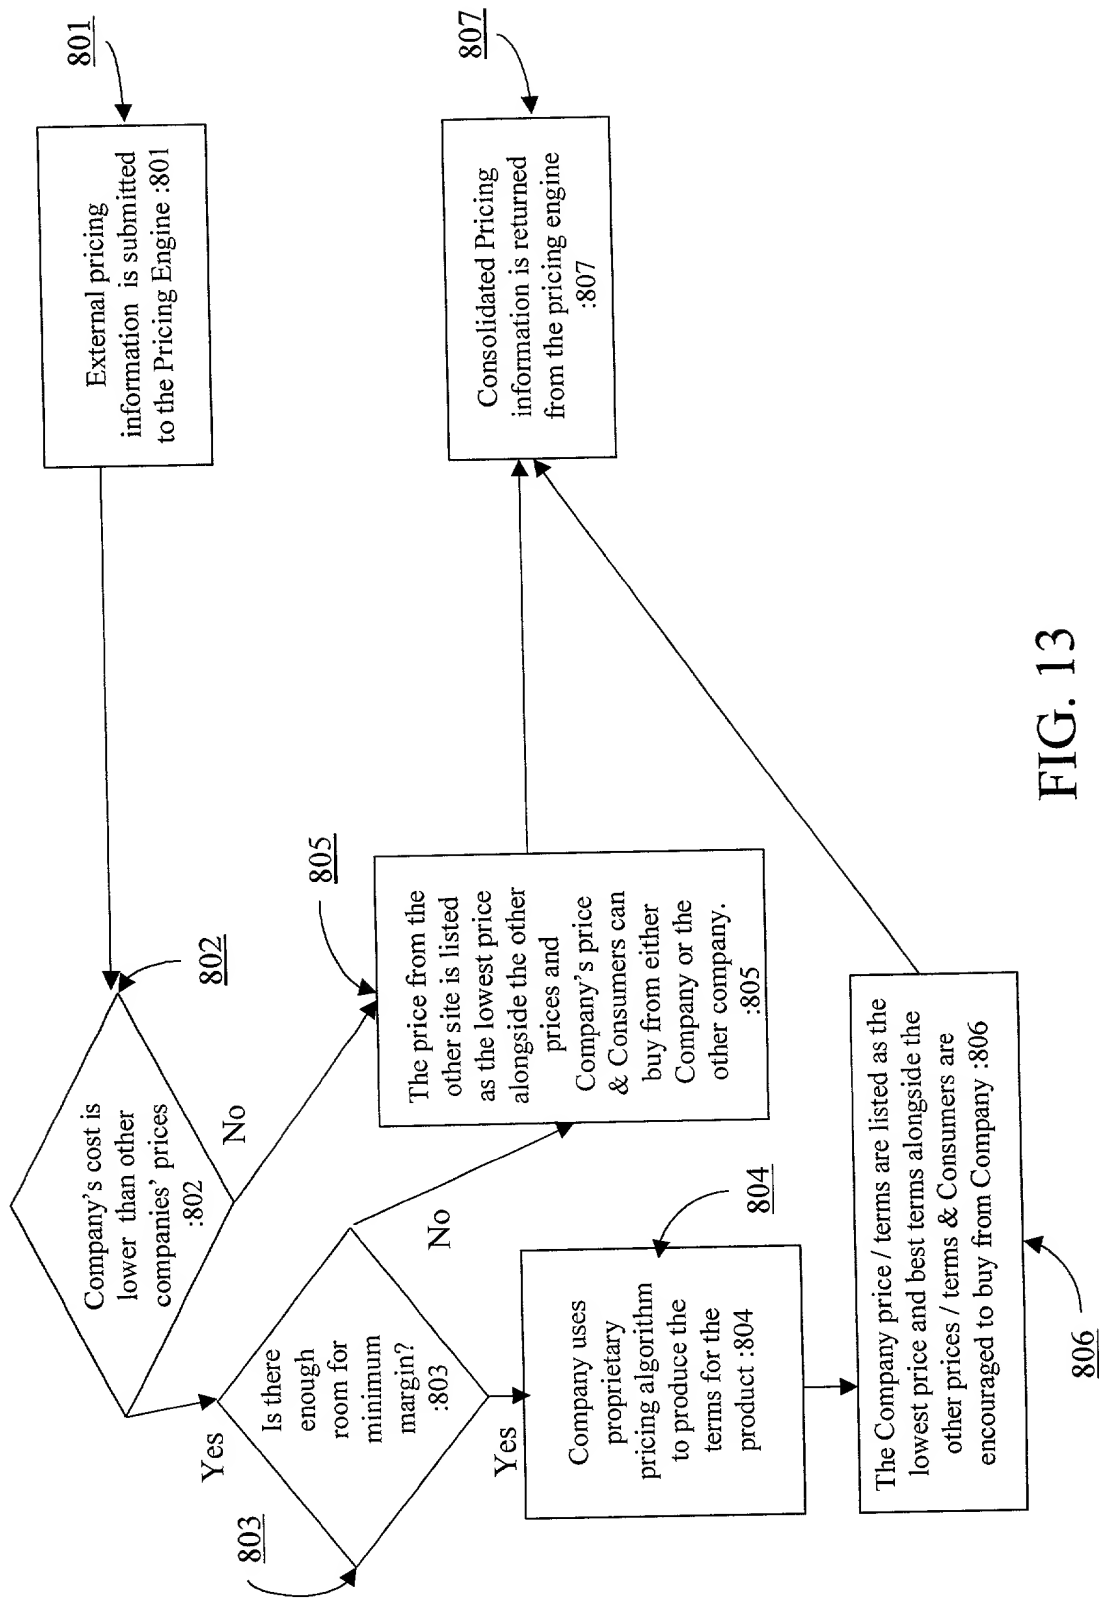 801
External pricing
information is submitted
to the Pricing Engine :801
802
Company's cost is
lower than other
companies' prices
:802
No
Yes
803
Is there
enough
room for
minimum
margin?
:803
No
Yes
804
Company uses
proprietary
pricing algorithm
to produce the
terms for the
product :804
805
The price from the
other site is listed
as the lowest price
alongside the other
prices and
Company's price
& Consumers can
buy from either
Company or the
other company.
:805
806
The Company price / terms are listed as the
lowest price and best terms alongside the
other prices / terms & Consumers are
encouraged to buy from Company :806
807
Consolidated Pricing
information is returned
from the pricing engine
:807
FIG. 13